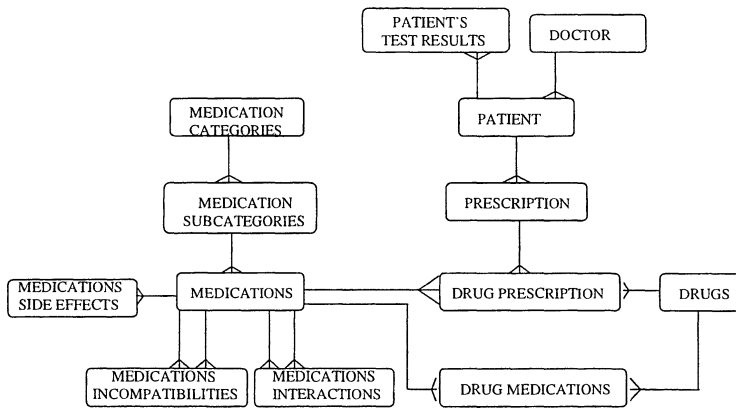 PATIENT'S
TEST RESULTS
DOCTOR
MEDICATION
CATEGORIES
PATIENT
MEDICATION
SUBCATEGORIES
PRESCRIPTION
MEDICATIONS
SIDE EFFECTS
MEDICATIONS
DRUG PRESCRIPTION
DRUGS
MEDICATIONS
INCOMPATIBILITIES
MEDICATIONS
INTERACTIONS
DRUG MEDICATIONS